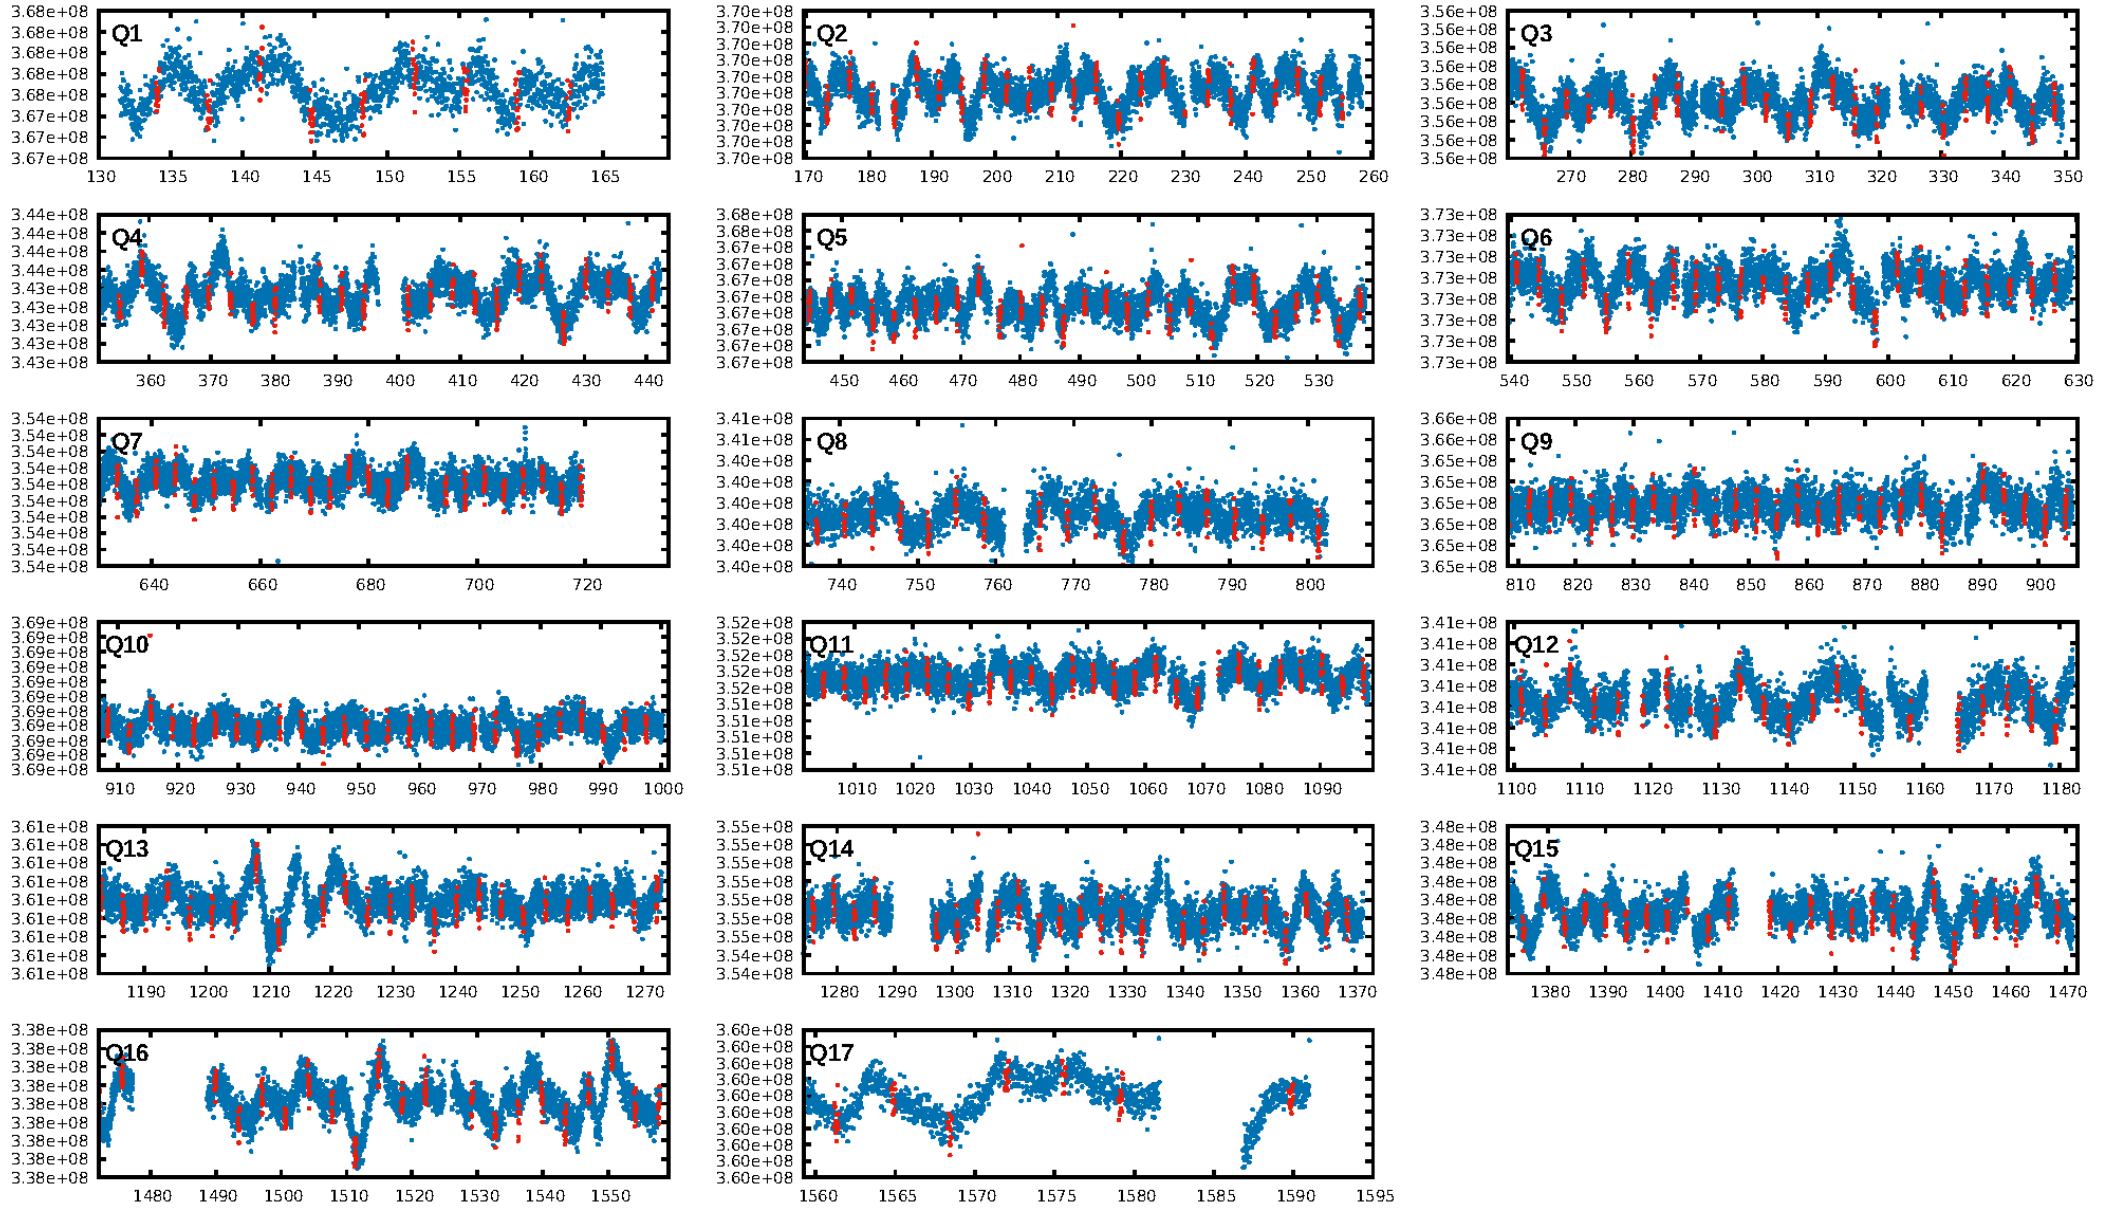 3.68e+08 3.68e+08 3.68e+08 3.68e+08 3.68e+08 3.67e+08 3.67e+08 3.67e+08
Q1
130 135 140 145 150 155 160 165
3.70e+08 3.70e+08 3.70e+08 3.70e+08 3.70e+08 3.70e+08 3.70e+08 3.70e+08 3.70e+08 3.70e+08
Q2
170 180 190 200 210 220 230 240 250 260
3.56e+08 3.56e+08 3.56e+08 3.56e+08 3.56e+08 3.56e+08 3.56e+08 3.56e+08 3.56e+08
Q3
270 280 290 300 310 320 330 340 350
3.44e+08 3.44e+08 3.44e+08 3.44e+08 3.43e+08 3.43e+08 3.43e+08 3.43e+08 3.43e+08
Q4
360 370 380 390 400 410 420 430 440
3.68e+08 3.68e+08 3.67e+08 3.67e+08 3.67e+08 3.67e+08 3.67e+08 3.67e+08 3.67e+08 3.67e+08
Q5
450 460 470 480 490 500 510 520 530
3.73e+08 3.73e+08 3.73e+08 3.73e+08 3.73e+08 3.73e+08 3.73e+08 3.73e+08
Q6
540 550 560 570 580 590 600 610 620 630
3.54e+08 3.54e+08 3.54e+08 3.54e+08 3.54e+08 3.54e+08 3.54e+08 3.54e+08 3.54e+08 3.54e+08
Q7
640 660 680 700 720
3.41e+08 3.41e+08 3.40e+08 3.40e+08 3.40e+08 3.40e+08 3.40e+08 3.40e+08
Q8
740 750 760 770 780 790 800
3.66e+08 3.66e+08 3.65e+08 3.65e+08 3.65e+08 3.65e+08 3.65e+08 3.65e+08
Q9
810 820 830 840 850 860 870 880 890 900
3.69e+08 3.69e+08 3.69e+08 3.69e+08 3.69e+08 3.69e+08 3.69e+08 3.69e+08 3.69e+08 3.69e+08 3.69e+08
Q10
910 920 930 940 950 960 970 980 990 1000
3.52e+08 3.52e+08 3.52e+08 3.52e+08 3.52e+08 3.51e+08 3.51e+08 3.51e+08 3.51e+08 3.51e+08
Q11
1010 1020 1030 1040 1050 1060 1070 1080 1090
3.41e+08 3.41e+08 3.41e+08 3.41e+08 3.41e+08 3.41e+08 3.41e+08 3.41e+08
Q12
1100 1110 1120 1130 1140 1150 1160 1170 1180
3.61e+08 3.61e+08 3.61e+08 3.61e+08 3.61e+08 3.61e+08 3.61e+08 3.61e+08 3.61e+08
Q13
1190 1200 1210 1220 1230 1240 1250 1260 1270
3.55e+08 3.55e+08 3.55e+08 3.55e+08 3.55e+08 3.55e+08 3.55e+08 3.54e+08 3.54e+08
Q14
1280 1290 1300 1310 1320 1330 1340 1350 1360 1370
3.48e+08 3.48e+08 3.48e+08 3.48e+08 3.48e+08 3.48e+08 3.48e+08 3.48e+08 3.48e+08
Q15
1380 1390 1400 1410 1420 1430 1440 1450 1460 1470
3.38e+08 3.38e+08 3.38e+08 3.38e+08 3.38e+08 3.38e+08 3.38e+08 3.38e+08 3.38e+08
Q16
1480 1490 1500 1510 1520 1530 1540 1550
3.60e+08 3.60e+08 3.60e+08 3.60e+08 3.60e+08 3.60e+08 3.60e+08 3.60e+08 3.60e+08 3.60e+08
Q17
1560 1565 1570 1575 1580 1585 1590 1595